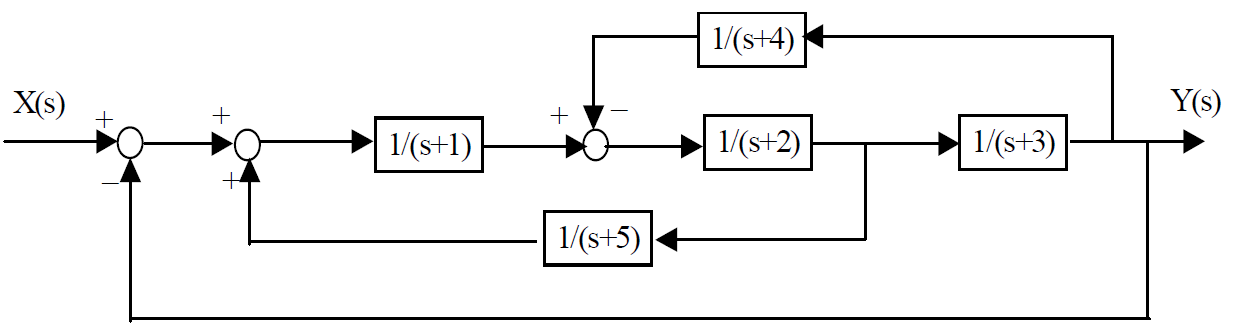 1/(s+4)
X(s)
Y(s)
+
+
+
−
1/(s+1)
1/(s+2)
1/(s+3)
−
+
1/(s+5)